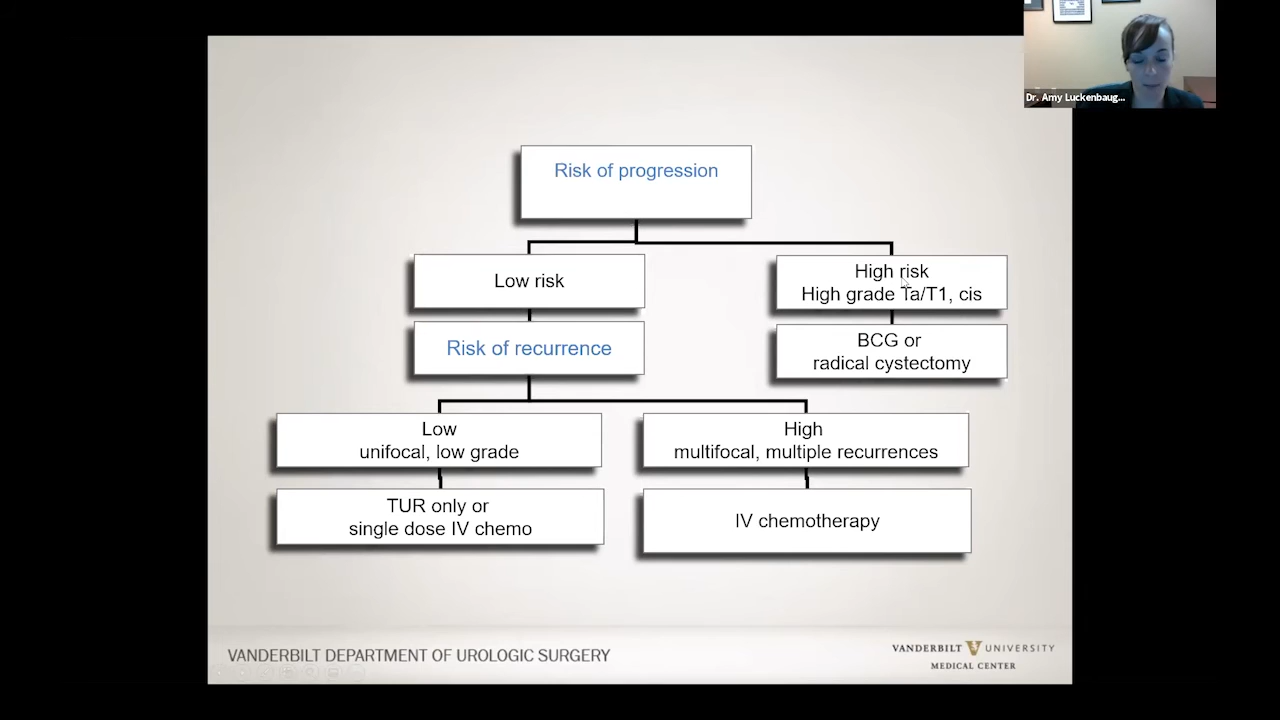 Dr. Amy Luckenbaug...
Risk of progression
Low risk
High risk
High grade Ta/T1, cis
Risk of recurrence
BCG or
radical cystectomy
Low
unifocal, low grade
High
multifocal, multiple recurrences
TUR only or
single dose IV chemo
IV chemotherapy
VANDERBILT DEPARTMENT OF UROLOGIC SURGERY
VANDERBILT V UNIVERSITY
MEDICAL CENTER